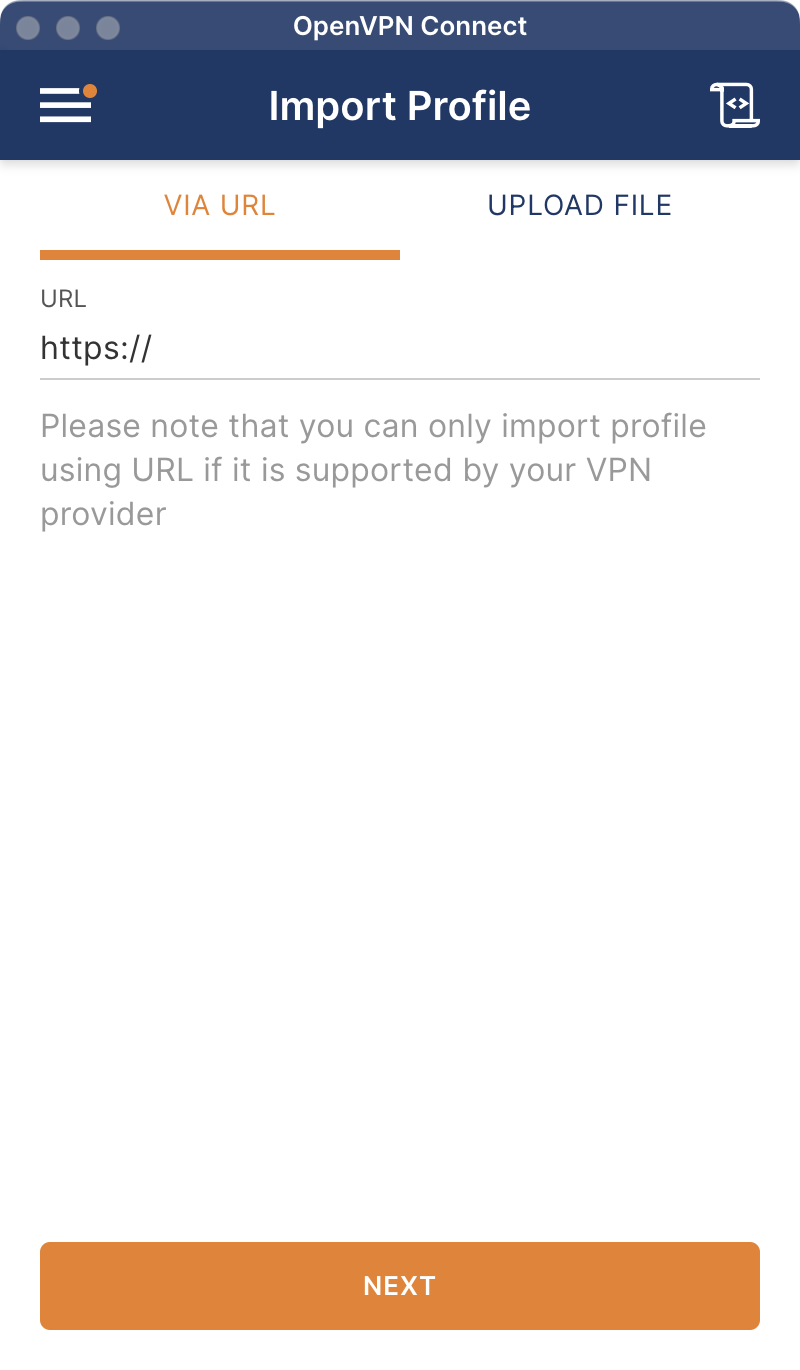 OpenVPN Connect
Import Profile
VIA URL
UPLOAD FILE
URL
https://
Please note that you can only import profile
using URL if it is supported by your VPN
provider
NEXT